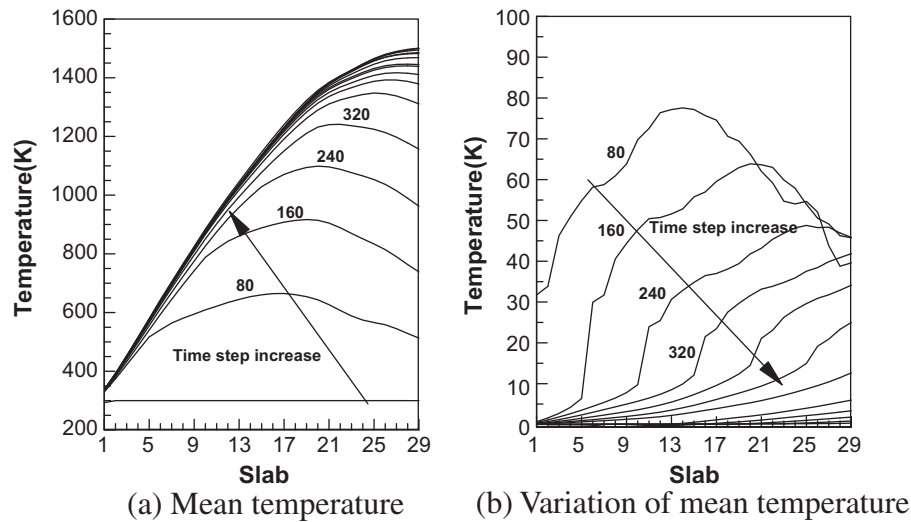 1600
1400
1200
1000
800
600
400
200
Temperature(K)
320
240
160
80
Time step increase
1 5 9 13 17 21 25 29
Slab
(a) Mean temperature
100
90
80
70
60
50
40
30
20
10
0
Temperature(K)
80
160
Time step increase
240
320
1 5 9 13 17 21 25 29
Slab
(b) Variation of mean temperature